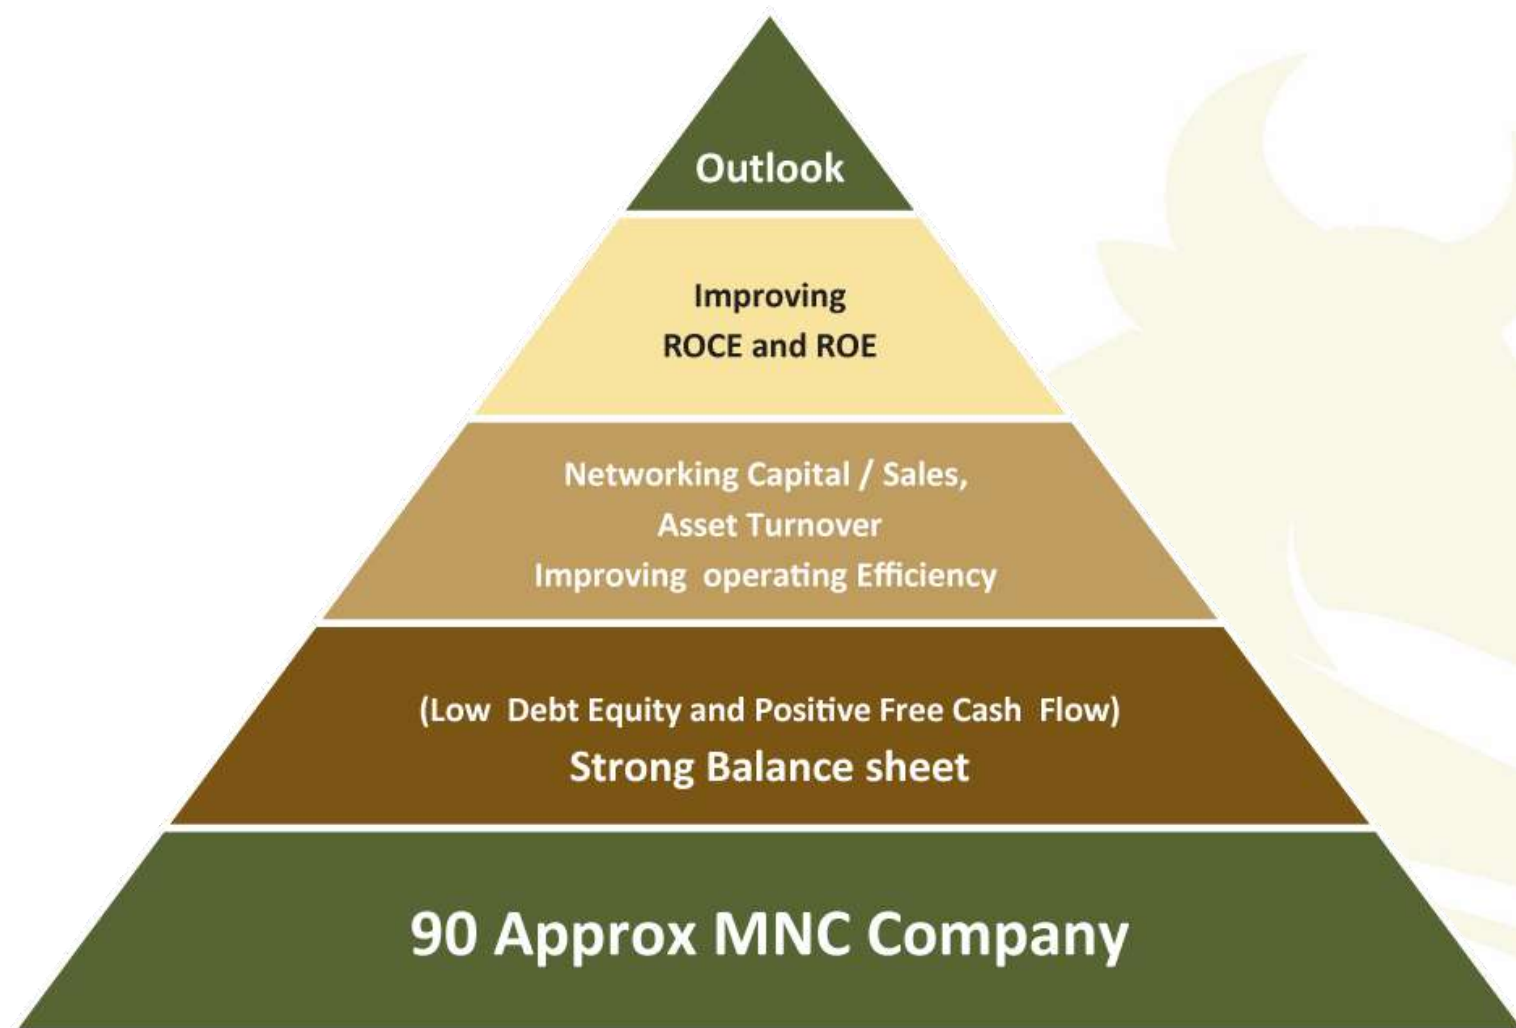 Outlook
Improving
ROCE and ROE
Networking Capital / Sales,
Asset Turnover
Improving operating Efficiency
(Low Debt Equity and Positive Free Cash Flow)
Strong Balance sheet
90 Approx MNC Company